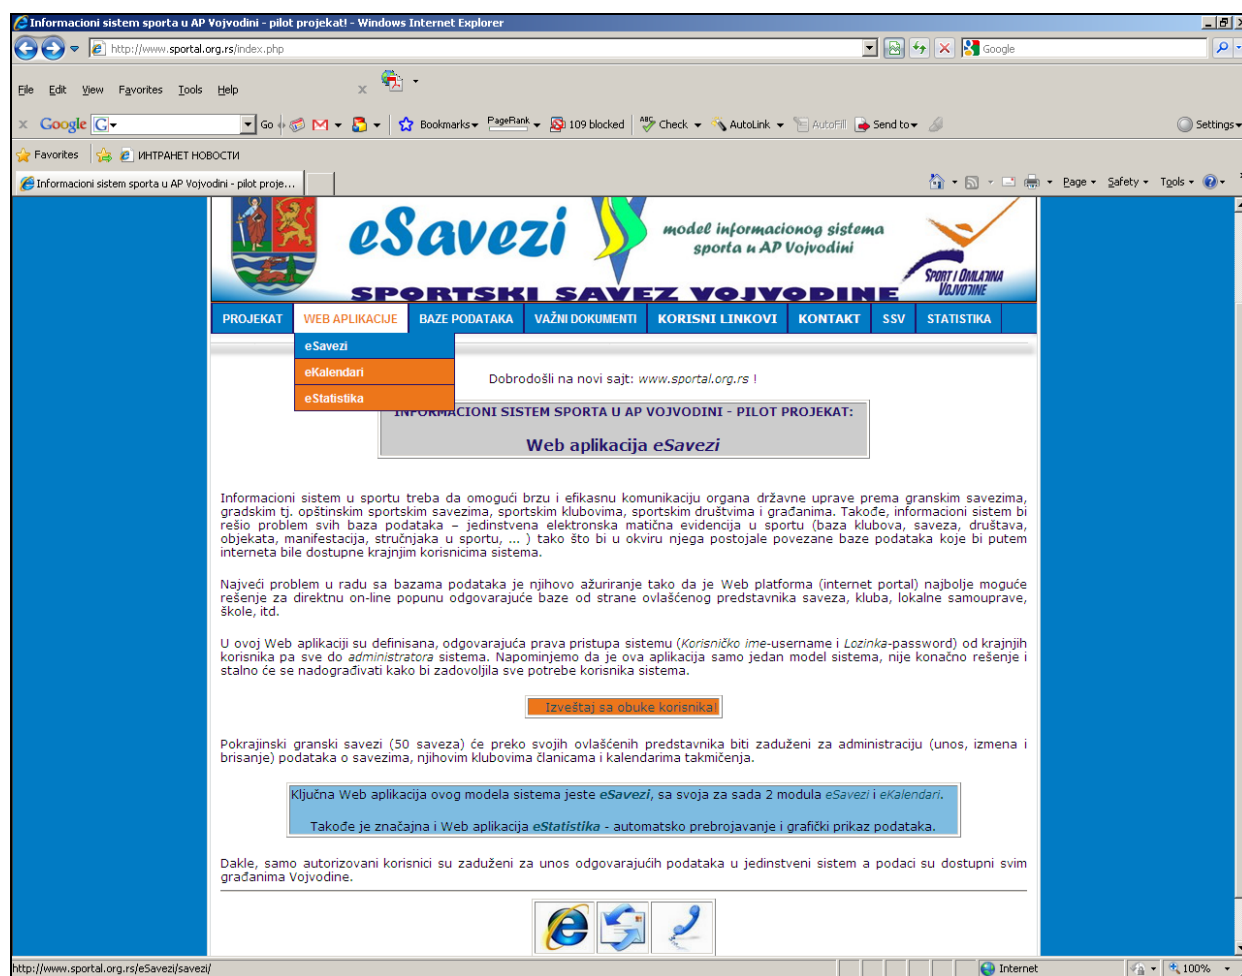 Informacioni sistem sporta u AP Vojvodini - pilot projekat! - Windows Internet Explorer
http://www.sportal.org.rs/index.php
Google
File Edit View Favorites Tools Help
Google Go Bookmarks PageRank 109 blocked Check AutoLink AutoFill Send to Settings
Favorites ИНТРАНЕТ НОВОСТИ
Informacioni sistem sporta u AP Vojvodini - pilot proje... Page Safety Tools
eSavezi
model informacionog sistema
sporta u AP Vojvodini
SPORT I OMLADINA
VOJVODINE
SPORTSKI SAVEZ VOJVODINE
PROJEKAT WEB APLIKACIJE BAZE PODATAKA VAŽNI DOKUMENTI KORISNI LINKOVI KONTAKT SSV STATISTIKA
eSavezi
eKalendari
eStatistika
Dobrodošli na novi sajt: www.sportal.org.rs !
INFORMACIONI SISTEM SPORTA U AP VOJVODINI - PILOT PROJEKAT:
Web aplikacija eSavezi
Informacioni sistem u sportu treba da omogući brzu i efikasnu komunikaciju organa državne uprave prema granskim savezima,
gradskim tj. opštinskim sportskim savezima, sportskim klubovima, sportskim društvima i građanima. Takođe, informacioni sistem bi
rešio problem svih baza podataka – jedinstvena elektronska matična evidencija u sportu (baza klubova, saveza, društava,
objekata, manifestacija, stručnjaka u sportu, ... ) tako što bi u okviru njega postojale povezane baze podataka koje bi putem
interneta bile dostupne krajnjim korisnicima sistema.
Najveći problem u radu sa bazama podataka je njihovo ažuriranje tako da je Web platforma (internet portal) najbolje moguće
rešenje za direktnu on-line popunu odgovarajuće baze od strane ovlašćenog predstavnika saveza, kluba, lokalne samouprave,
škole, itd.
U ovoj Web aplikaciji su definisana, odgovarajuća prava pristupa sistemu (Korisničko ime-username i Lozinka-password) od krajnjih
korisnika pa sve do administratora sistema. Napominjemo da je ova aplikacija samo jedan model sistema, nije konačno rešenje i
stalno će se nadograđivati kako bi zadovoljila sve potrebe korisnika sistema.
Izveštaj sa obuke korisnika!
Pokrajinski granski savezi (50 saveza) će preko svojih ovlašćenih predstavnika biti zaduženi za administraciju (unos, izmena i
brisanje) podataka o savezima, njihovim klubovima članicama i kalendarima takmičenja.
Ključna Web aplikacija ovog modela sistema jeste eSavezi, sa svoja za sada 2 modula eSavezi i eKalendari.
Takođe je značajna i Web aplikacija eStatistika - automatsko prebrojavanje i grafički prikaz podataka.
Dakle, samo autorizovani korisnici su zaduženi za unos odgovarajućih podataka u jedinstveni sistem a podaci su dostupni svim
građanima Vojvodine.
http://www.sportal.org.rs/eSavezi/savezi/ Internet 100%